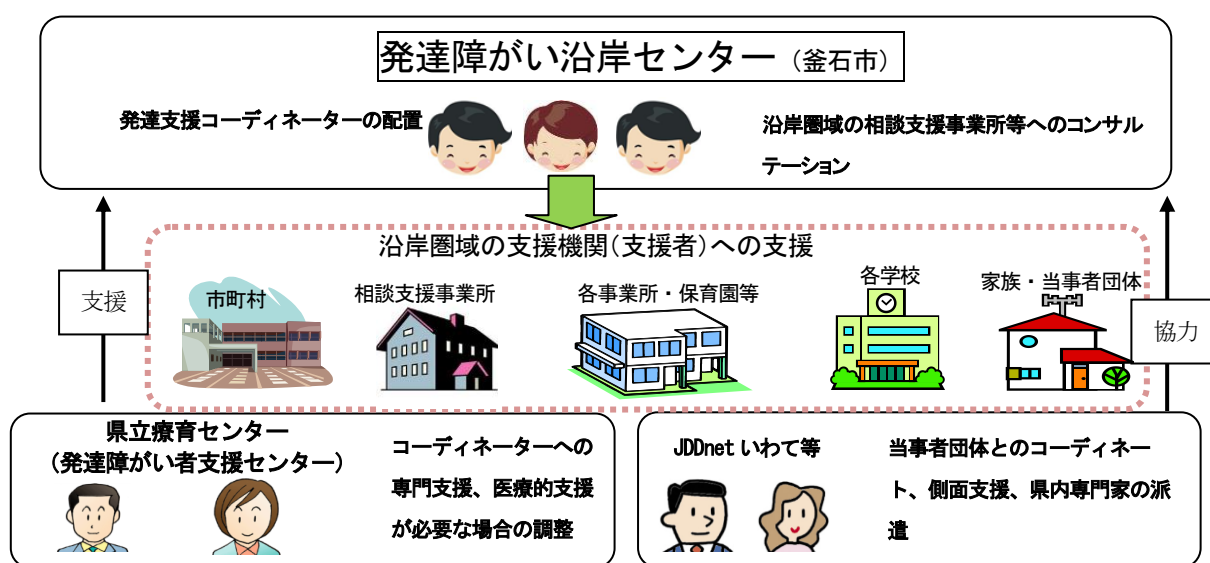 発達障がい沿岸センター（釜石市）
発達支援コーディネーターの配置
沿岸圏域の相談支援事業所等へのコンサル
テーション
沿岸圏域の支援機関（支援者）への支援
支援
市町村
相談支援事業所
各事業所・保育園等
各学校
家族・当事者団体
協力
県立療育センター
（発達障がい者支援センター）
コーディネーターへの
専門支援、医療的支援
が必要な場合の調整
JDDnet いわて等
当事者団体とのコーディネー
ト、側面支援、県内専門家の派
遣